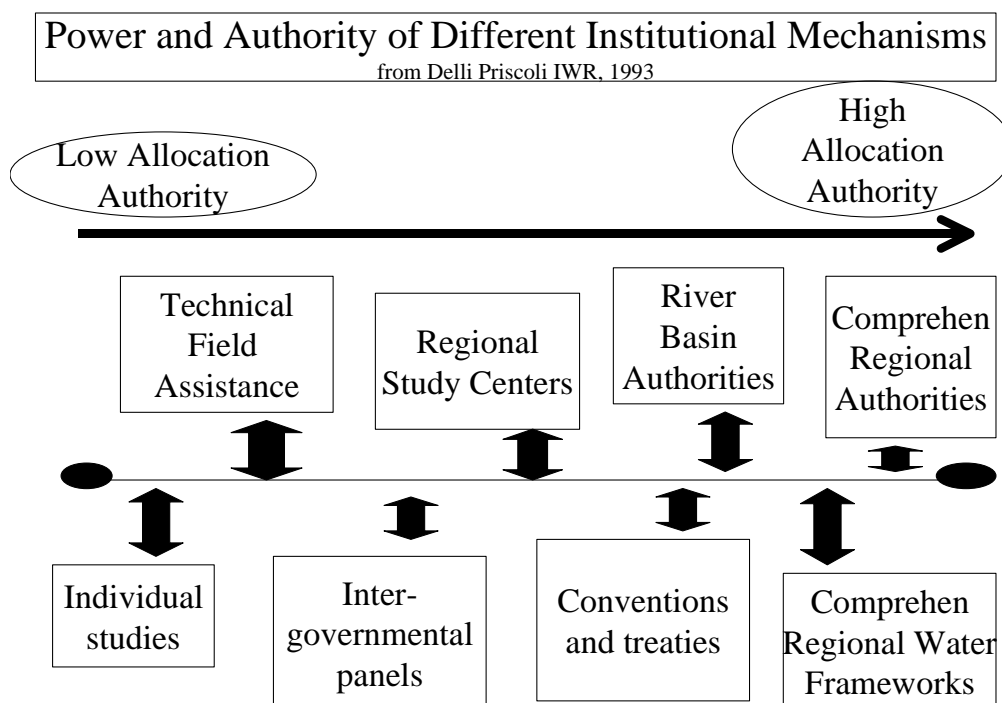 Power and Authority of Different Institutional Mechanisms
from Delli Priscoli IWR, 1993
Low Allocation
Authority
High
Allocation
Authority
Technical
Field
Assistance
Regional
Study Centers
River
Basin
Authorities
Comprehen
Regional
Authorities
Individual
studies
Inter-
governmental
panels
Conventions
and treaties
Comprehen
Regional Water
Frameworks